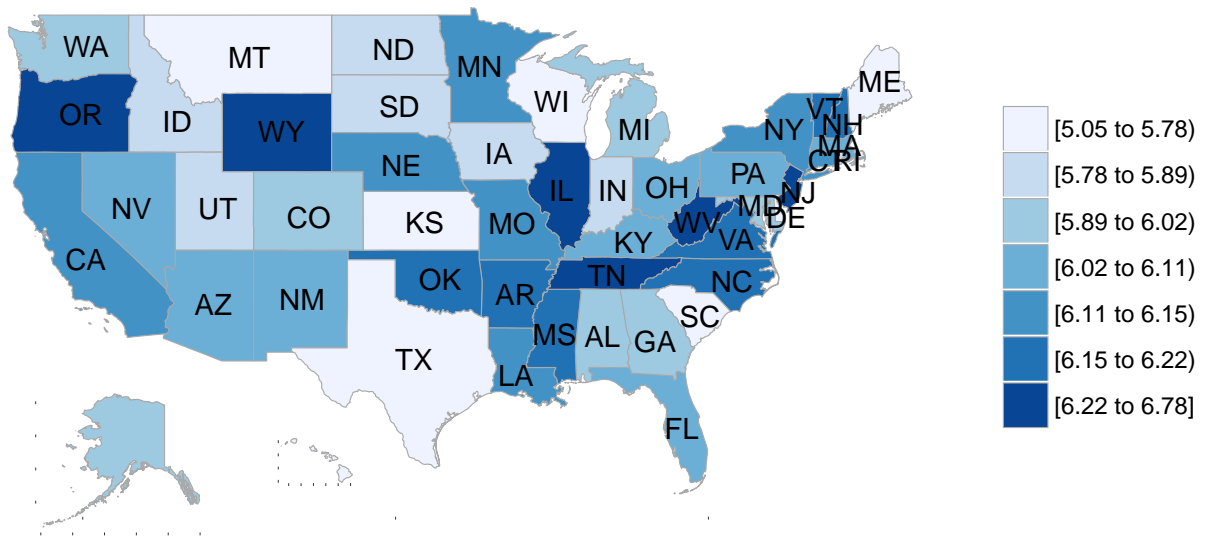 WA
MT
ND
MN
ME
VT
NH
OR
ID
SD
WI
MI
NY
MA
WY
CT
RI
IA
NE
PA
NJ
NV
UT
CO
IL
IN
OH
MD
DE
KS
MO
WV
VA
KY
CA
OK
TN
NC
AZ
NM
AR
SC
MS
AL
GA
TX
LA
FL
[5.05 to 5.78)
[5.78 to 5.89)
[5.89 to 6.02)
[6.02 to 6.11)
[6.11 to 6.15)
[6.15 to 6.22)
[6.22 to 6.78]